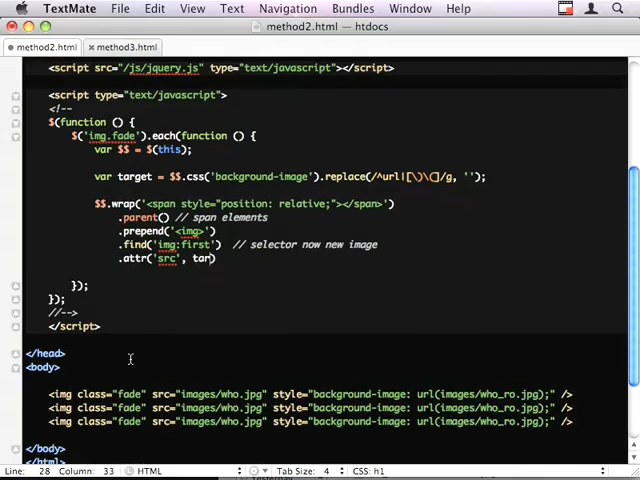 TextMate File Edit View Text Navigation Bundles Window Help
method2.html — htdocs
method2.html method3.html
<script src="/js/jquery.js" type="text/javascript"></script>
<script type="text/javascript">
<!--
$(function () {
$('img.fade').each(function () {
var $$ = $(this);
var target = $$.css('background-image').replace(/^url|[\)\(]/g, '');
$$.wrap('<span style="position: relative;"></span>')
.parent() // span elements
.prepend('<img>')
.find('img:first') // selector now new image
.attr('src', tar)
});
});
//-->
</script>
</head>
<body>
<img class="fade" src="images/who.jpg" style="background-image: url(images/who_ro.jpg);" />
<img class="fade" src="images/who.jpg" style="background-image: url(images/who_ro.jpg);" />
<img class="fade" src="images/who.jpg" style="background-image: url(images/who_ro.jpg);" />
</body>
</html>
Line: 28 Column: 33 HTML Tab Size: 4 CSS: h1